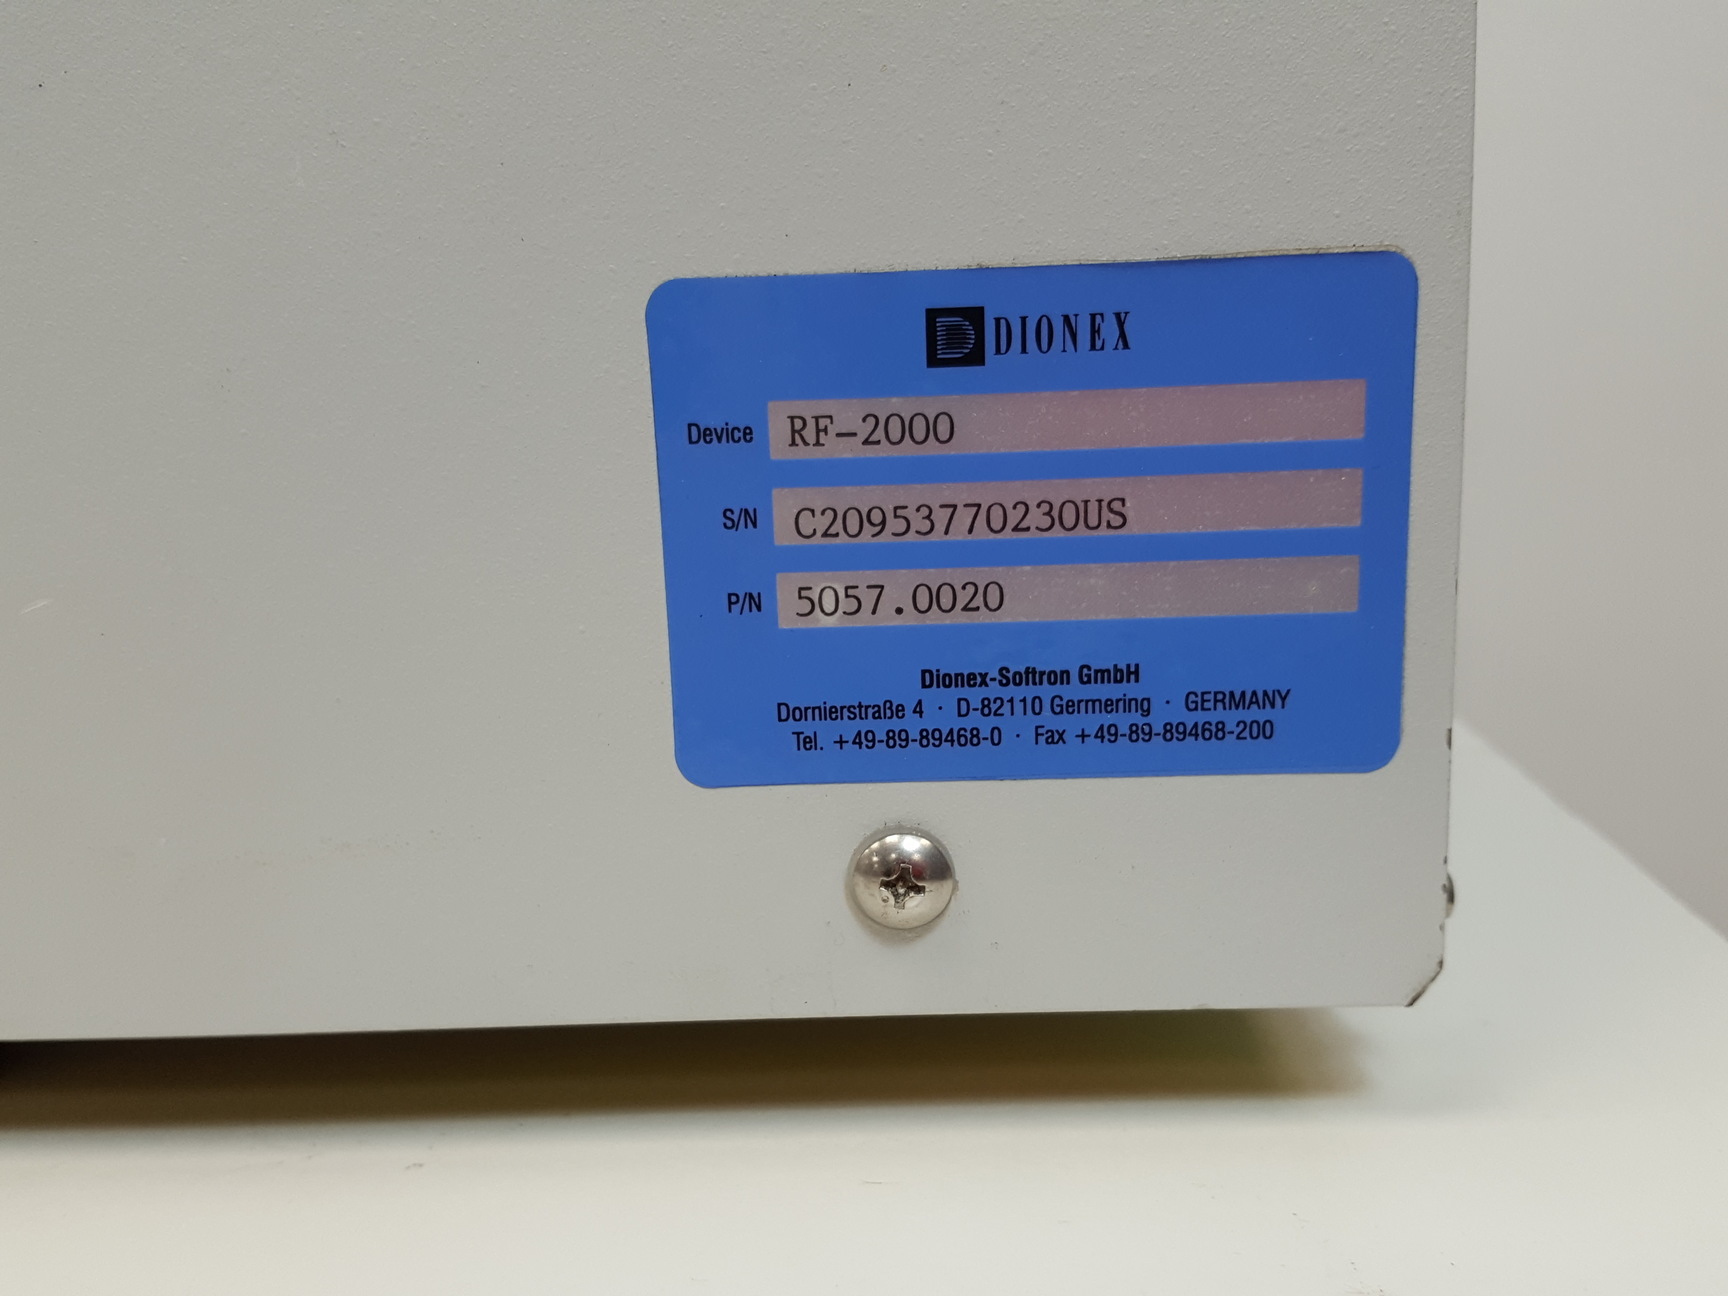 DIONEX
Device RF-2000
S/N C20953770230US
P/N 5057.0020
Dionex-Softron GmbH
Dornierstraße 4 · D-82110 Germering · GERMANY
Tel. +49-89-89468-0 · Fax +49-89-89468-200